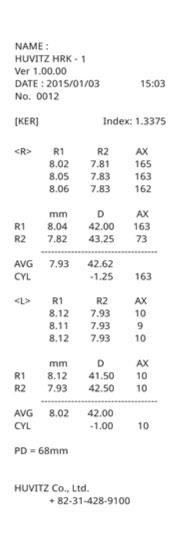 NAME :
HUVITZ HRK - 1
Ver 1.00.00
DATE : 2015/01/03 15:03
No. 0012
[KER] Index: 1.3375
<R> R1 R2 AX
8.02 7.81 165
8.05 7.83 163
8.06 7.83 162
mm D AX
R1 8.04 42.00 163
R2 7.82 43.25 73
--------------------------------
AVG 7.93 42.62
CYL -1.25 163
<L> R1 R2 AX
8.12 7.93 10
8.11 7.93 9
8.12 7.93 10
mm D AX
R1 8.12 41.50 10
R2 7.93 42.50 10
--------------------------------
AVG 8.02 42.00
CYL -1.00 10
PD = 68mm
HUVITZ Co., Ltd.
+ 82-31-428-9100